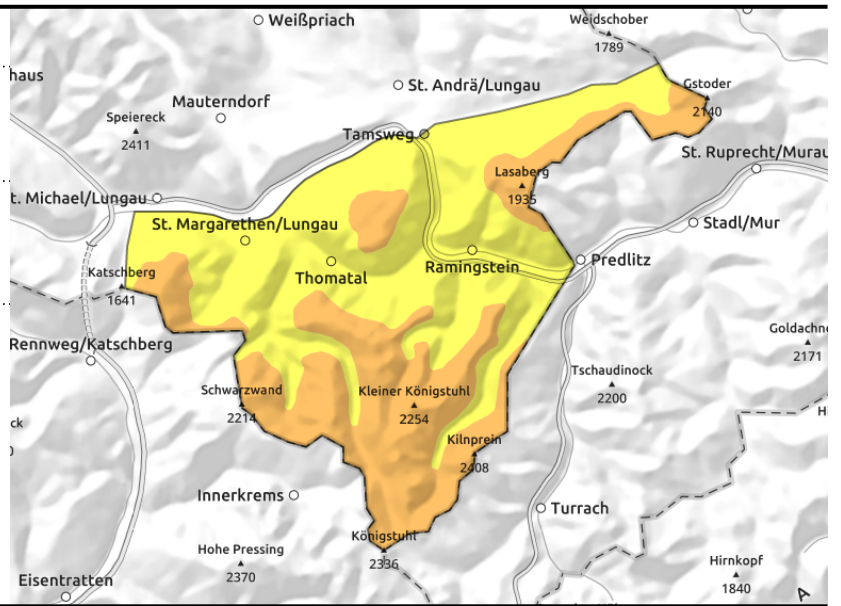 Weißpriach
Weidschober
1789
haus
St. Andrä/Lungau
Gstoder
2140
Mauterndorf
Speiereck
2411
Tamsweg
St. Ruprecht/Murau
Lasaberg
1935
t. Michael/Lungau
St. Margarethen/Lungau
Stadl/Mur
Predlitz
Ramingstein
Thomatal
Katschberg
1641
Goldachn
2171
Rennweg/Katschberg
Tschaudinock
2200
Schwarzwand
2214
Kleiner Königstuhl
2254
ck
Kilnprein
2408
Innerkrems
Turrach
Königstuhl
2336
Hohe Pressing
2370
Hirnkopf
1840
Eisentratten
A